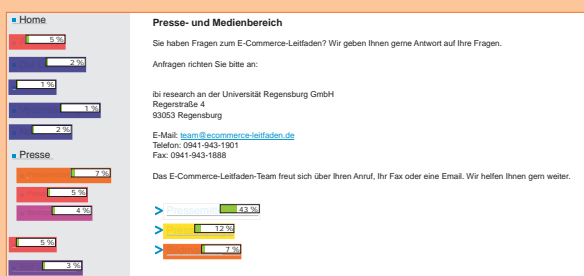 Home
5 %
2 %
1 %
1 %
2 %
Presse
7 %
5 %
4 %
5 %
3 %
Presse- und Medienbereich
Sie haben Fragen zum E-Commerce-Leitfaden? Wir geben Ihnen gerne Antwort auf Ihre Fragen.
Anfragen richten Sie bitte an:
ibi research an der Universität Regensburg GmbH
Regerstraße 4
93053 Regensburg
E-Mail: team@ecommerce-leitfaden.de
Telefon: 0941-943-1901
Fax: 0941-943-1888
Das E-Commerce-Leitfaden-Team freut sich über Ihren Anruf, Ihr Fax oder eine Email. Wir helfen Ihnen gern weiter.
43 %
12 %
7 %